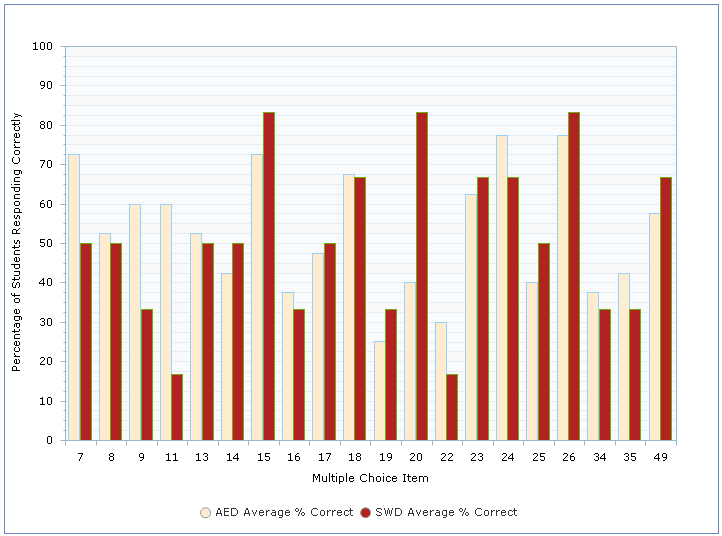 100
90
80
70
60
50
40
30
20
10
0
Percentage of Students Responding Correctly
7 8 9 11 13 14 15 16 17 18 19 20 22 23 24 25 26 34 35 49
Multiple Choice Item
AED Average % Correct SWD Average % Correct